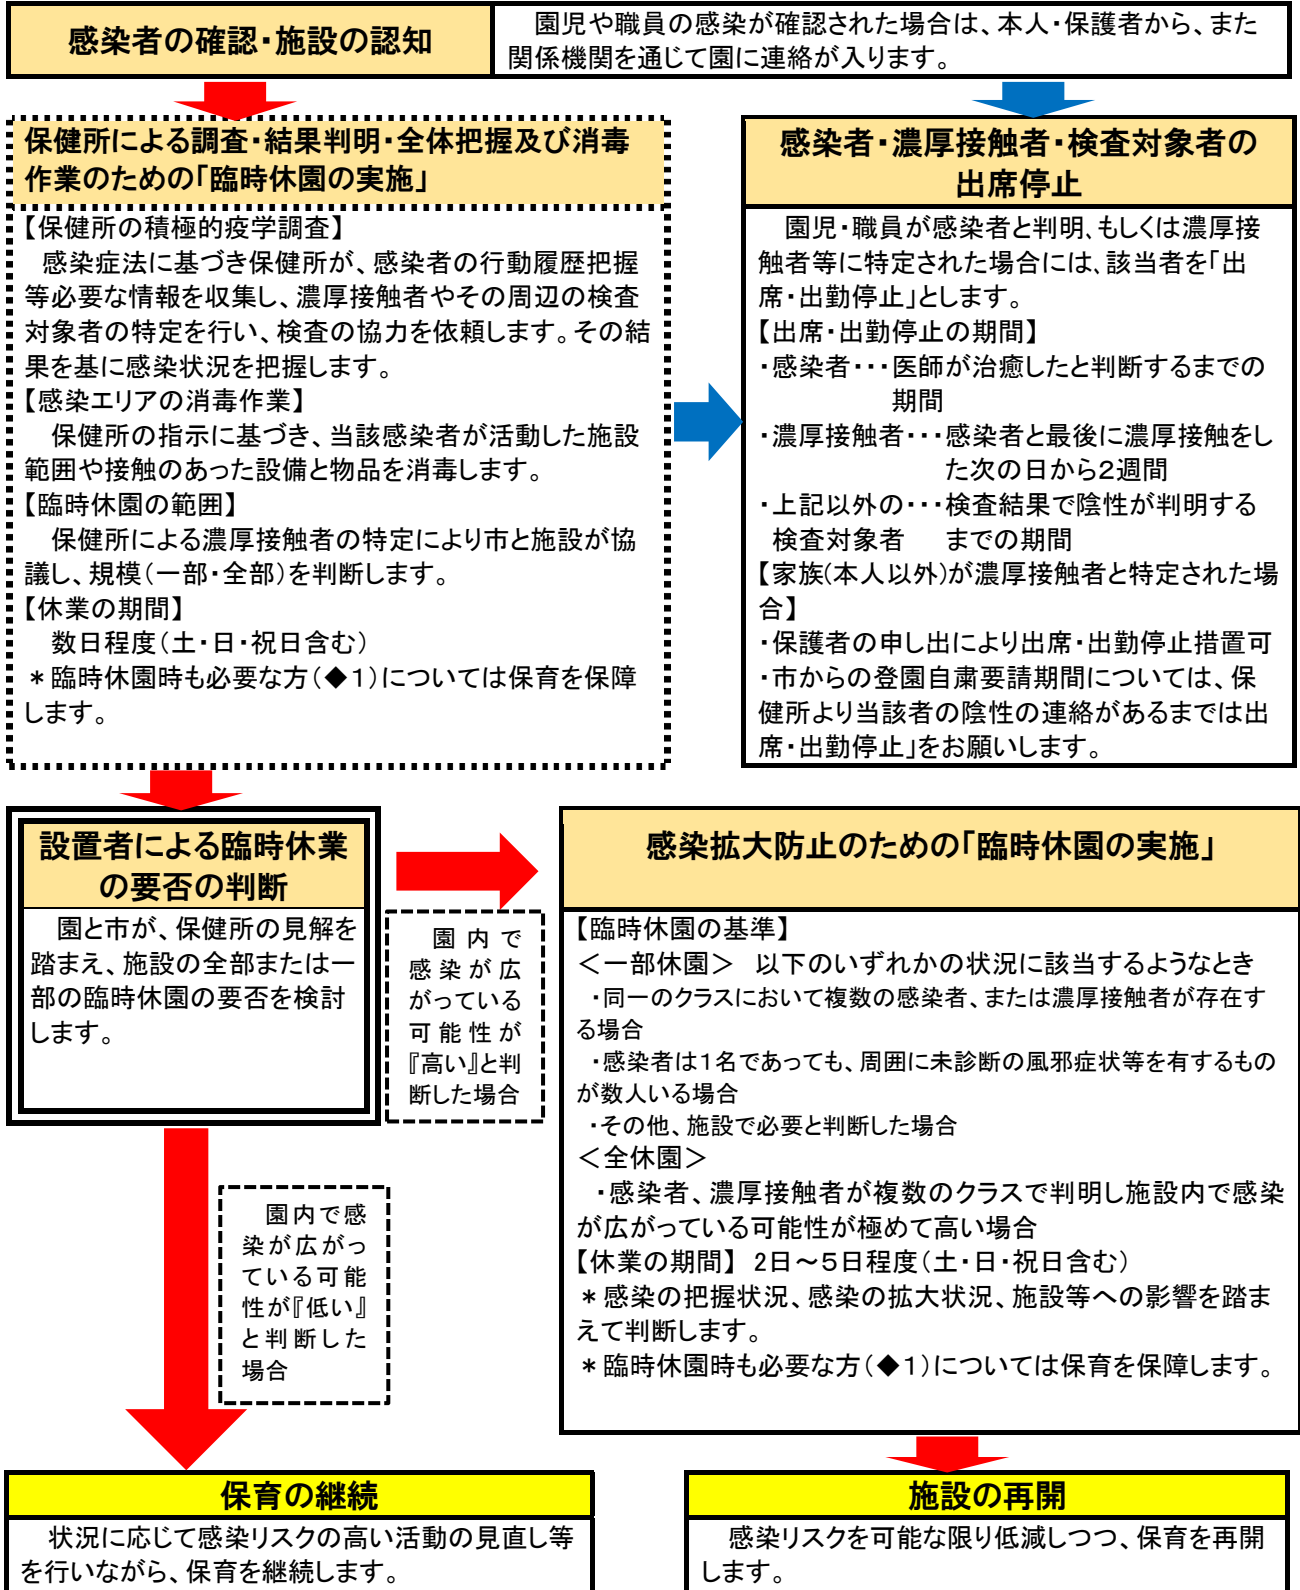 感染者の確認・施設の認知
園児や職員の感染が確認された場合は、本人・保護者から、また
関係機関を通じて園に連絡が入ります。
保健所による調査・結果判明・全体把握及び消毒
作業のための「臨時休園の実施」
【保健所の積極的疫学調査】
感染症法に基づき保健所が、感染者の行動履歴把握
等必要な情報を収集し、濃厚接触者やその周辺の検査
対象者の特定を行い、検査の協力を依頼します。その結
果を基に感染状況を把握します。
【感染エリアの消毒作業】
保健所の指示に基づき、当該感染者が活動した施設
範囲や接触のあった設備と物品を消毒します。
【臨時休園の範囲】
保健所による濃厚接触者の特定により市と施設が協
議し、規模（一部・全部）を判断します。
【休業の期間】
数日程度（土・日・祝日含む）
＊臨時休園時も必要な方（◆１）については保育を保障
します。
感染者・濃厚接触者・検査対象者の
出席停止
園児・職員が感染者と判明、もしくは濃厚接
触者等に特定された場合には、該当者を「出
席・出勤停止」とします。
【出席・出勤停止の期間】
・感染者・・・医師が治癒したと判断するまでの
期間
・濃厚接触者・・・感染者と最後に濃厚接触をし
た次の日から２週間
・上記以外の・・・検査結果で陰性が判明する
検査対象者 までの期間
【家族(本人以外)が濃厚接触者と特定された場
合】
・保護者の申し出により出席・出勤停止措置可
・市からの登園自粛要請期間については、保
健所より当該者の陰性の連絡があるまでは出
席・出勤停止」をお願いします。
設置者による臨時休業
の要否の判断
園と市が、保健所の見解を
踏まえ、施設の全部または一
部の臨時休園の要否を検討
します。
園内で
感染が広
がっている
可能性が
『高い』と判
断した場合
感染拡大防止のための「臨時休園の実施」
【臨時休園の基準】
＜一部休園＞ 以下のいずれかの状況に該当するようなとき
・同一のクラスにおいて複数の感染者、または濃厚接触者が存在す
る場合
・感染者は１名であっても、周囲に未診断の風邪症状等を有するもの
が数人いる場合
・その他、施設で必要と判断した場合
＜全休園＞
・感染者、濃厚接触者が複数のクラスで判明し施設内で感染
が広がっている可能性が極めて高い場合
【休業の期間】 2日～５日程度（土・日・祝日含む）
＊感染の把握状況、感染の拡大状況、施設等への影響を踏ま
えて判断します。
＊臨時休園時も必要な方（◆１）については保育を保障します。
園内で感
染が広がっ
ている可能
性が『低い』
と判断した
場合
保育の継続
状況に応じて感染リスクの高い活動の見直し等
を行いながら、保育を継続します。
施設の再開
感染リスクを可能な限り低減しつつ、保育を再開
します。